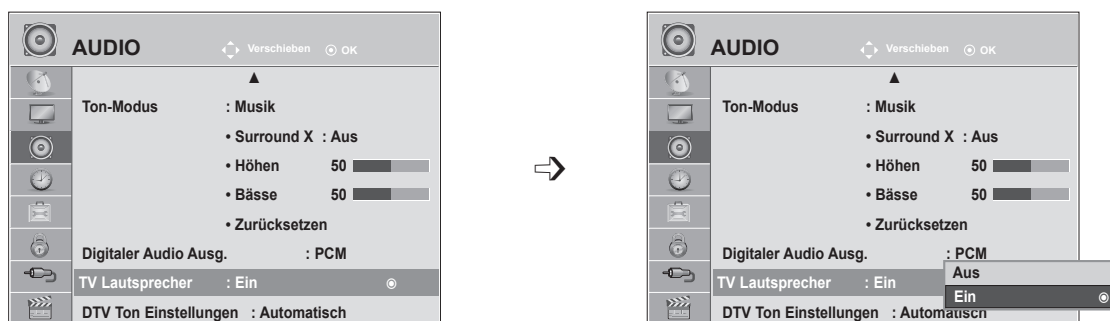 AUDIO
Verschieben OK
Ton-Modus : Musik
• Surround X : Aus
• Höhen 50
• Bässe 50
• Zurücksetzen
Digitaler Audio Ausg. : PCM
TV Lautsprecher : Ein
DTV Ton Einstellungen : Automatisch
AUDIO
Verschieben OK
Ton-Modus : Musik
• Surround X : Aus
• Höhen 50
• Bässe 50
• Zurücksetzen
Digitaler Audio Ausg. : PCM
TV Lautsprecher : Ein
DTV Ton Einstellungen : Automatisch
Aus
Ein